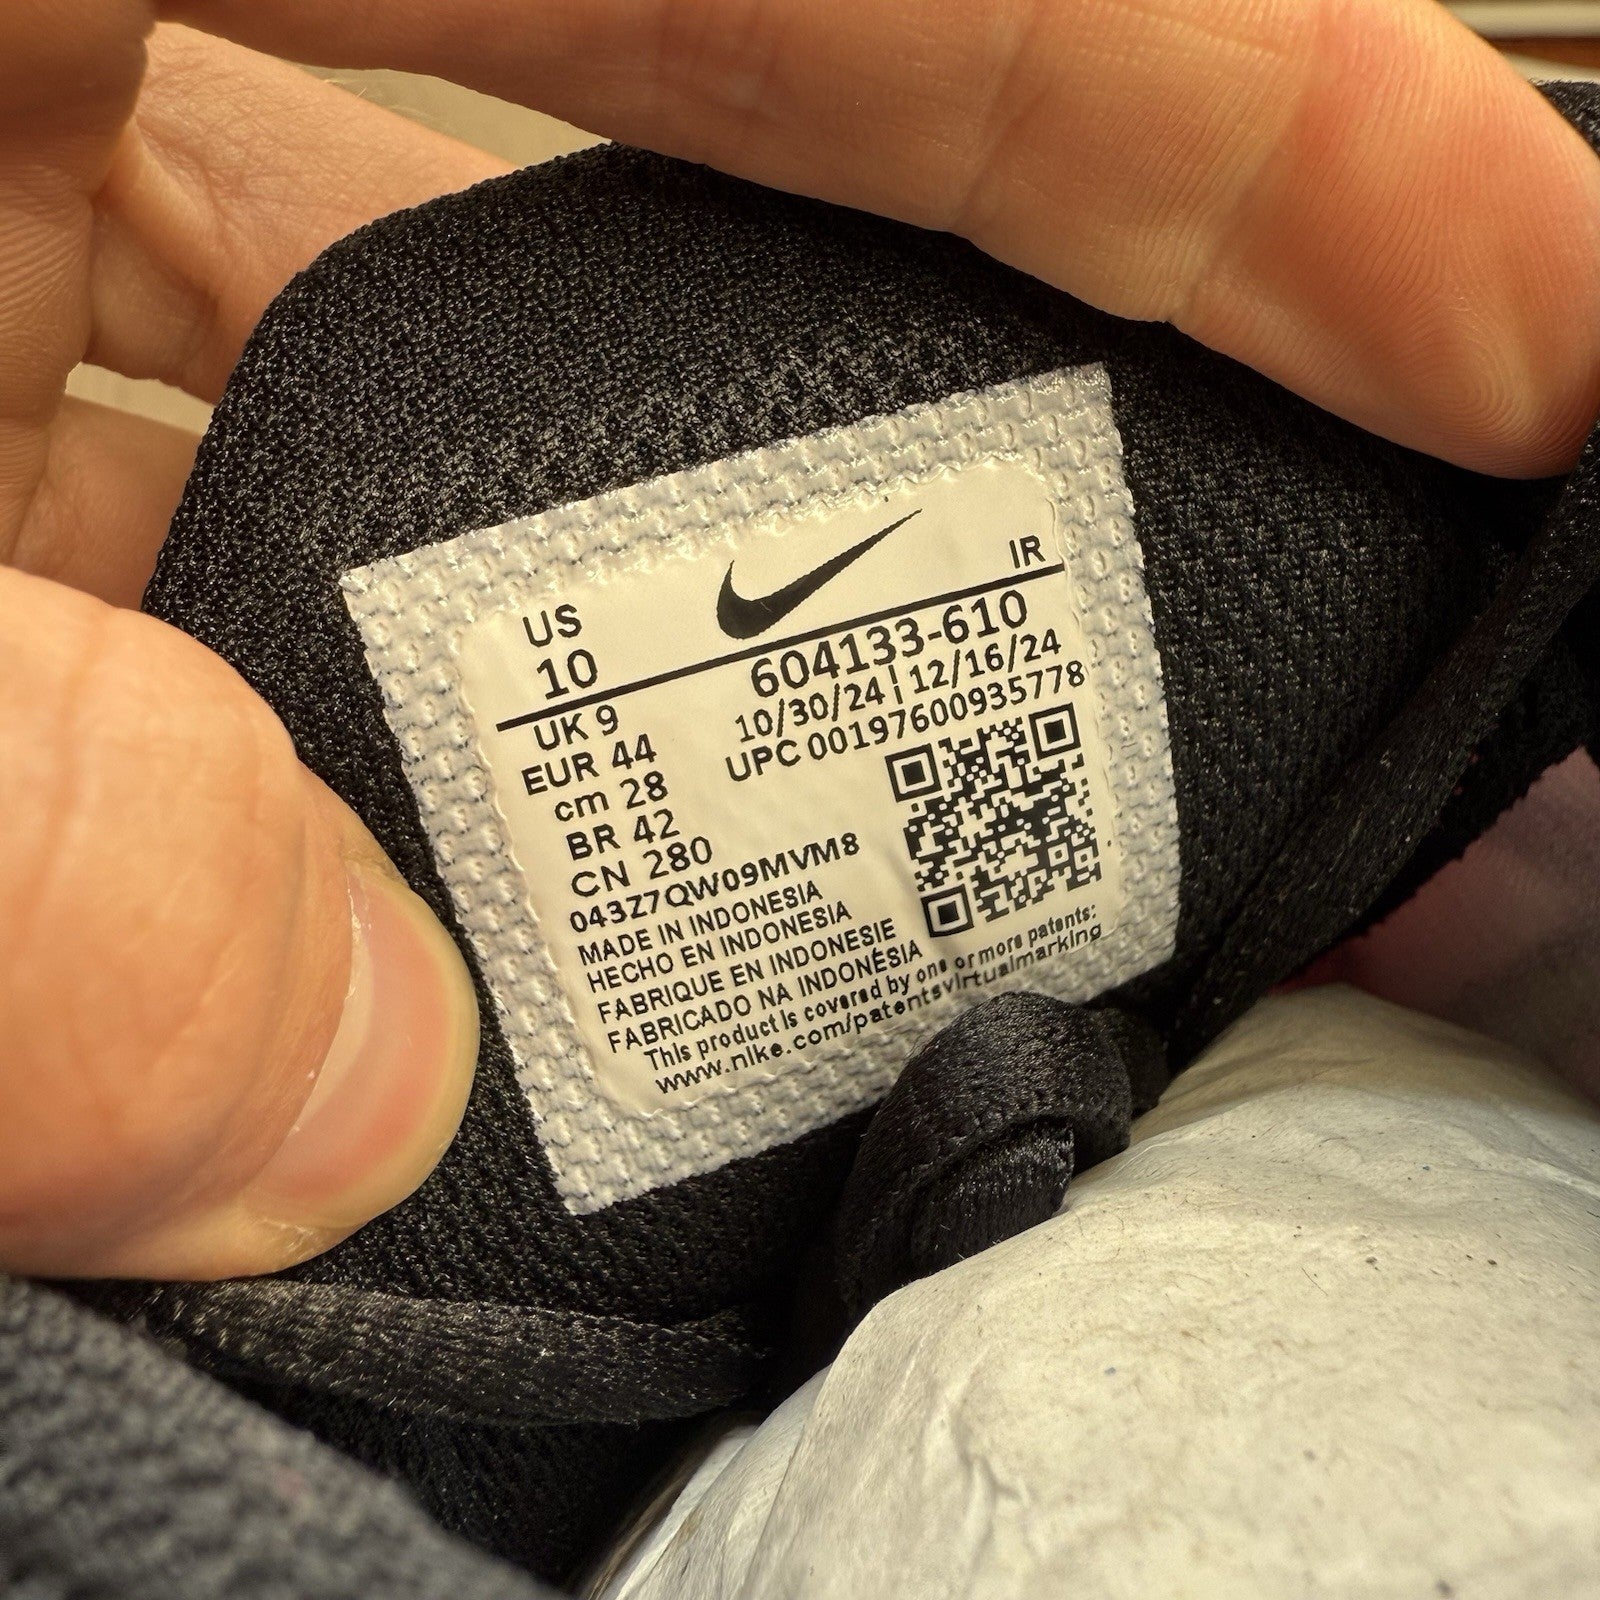 US
10
IR
604133-610
10/30/24 | 12/16/24
UPC 00197600935778
UK 9
EUR 44
cm 28
BR 42
CN 280
043Z7QW09MVM8
MADE IN INDONESIA
HECHO EN INDONESIA
FABRIQUE EN INDONESIE
FABRICADO NA INDONÉSIA
This product is covered by one or more patents:
www.nike.com/patentsvirtualmarking